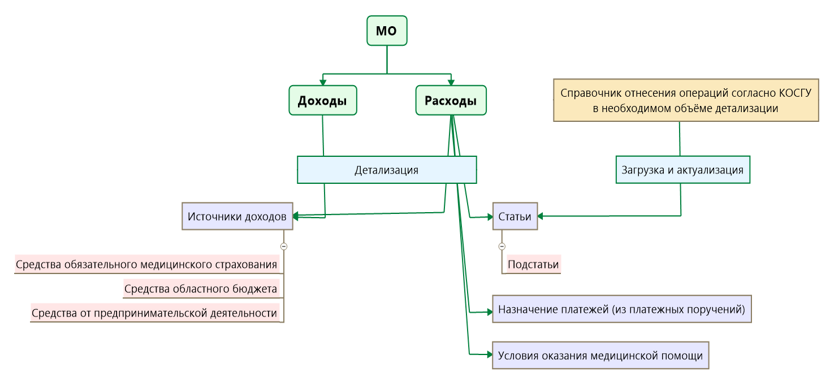 МО
Доходы
Расходы
Справочник отнесения операций согласно КОСГУ
в необходимом объёме детализации
Детализация
Загрузка и актуализация
Источники доходов
Статьи
Средства обязательного медицинского страхования
Подстатьи
Средства областного бюджета
Средства от предпринимательской деятельности
Назначение платежей (из платежных поручений)
Условия оказания медицинской помощи